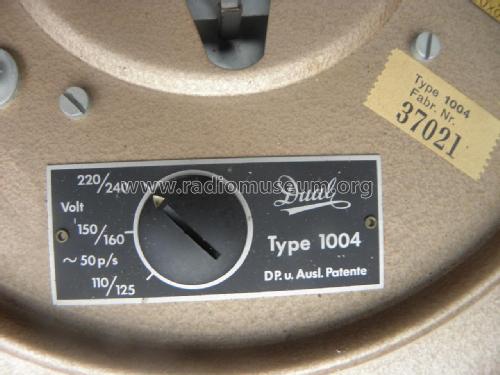 Type 1004
Fabr. Nr.
37021
www.radiomuseum.org
220/240
Volt
150/160
~ 50 p/s
110/125
Dual
Type 1004
D.P. u. Ausl. Patente